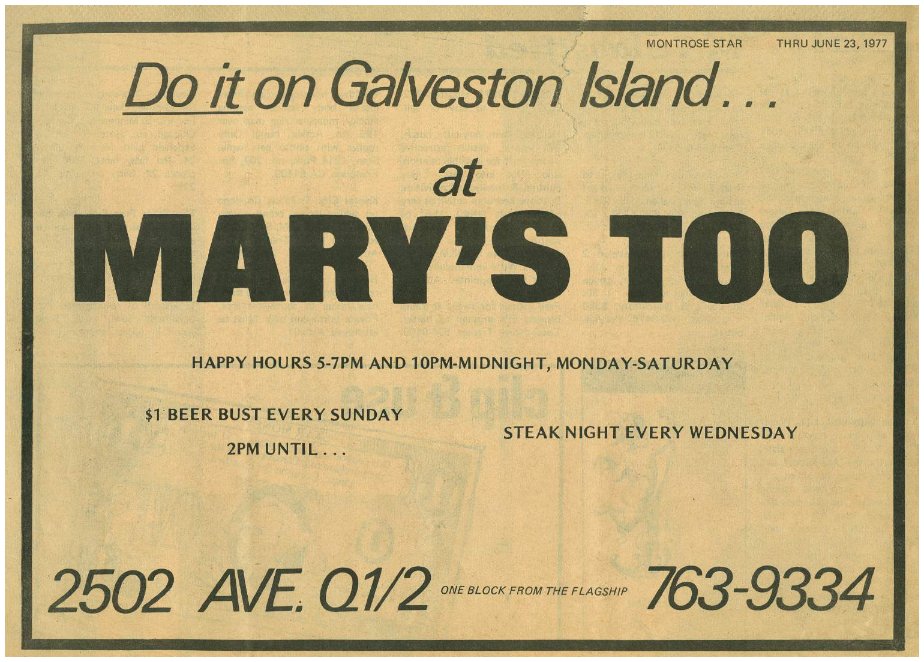 MONTROSE STAR THRU JUNE 23, 1977
Do it on Galveston Island...
at
MARY'S TOO
HAPPY HOURS 5-7PM AND 10PM-MIDNIGHT, MONDAY-SATURDAY
$1 BEER BUST EVERY SUNDAY
2PM UNTIL...
STEAK NIGHT EVERY WEDNESDAY
2502 AVE. Q1/2 ONE BLOCK FROM THE FLAGSHIP 763-9334